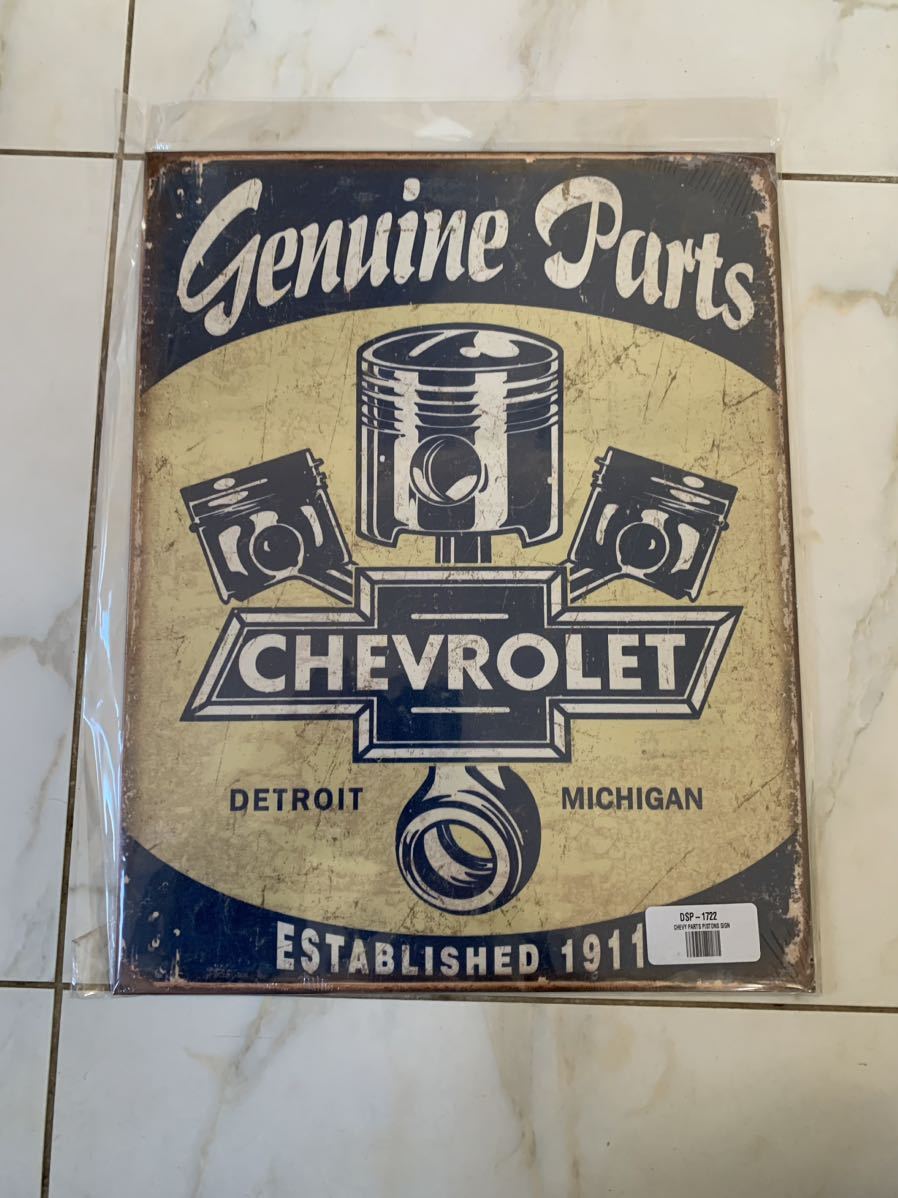 Genuine Parts
CHEVROLET
DETROIT MICHIGAN
ESTABLISHED 1911
DSP-1722
CHEVY PARTS PISTONS SIGN